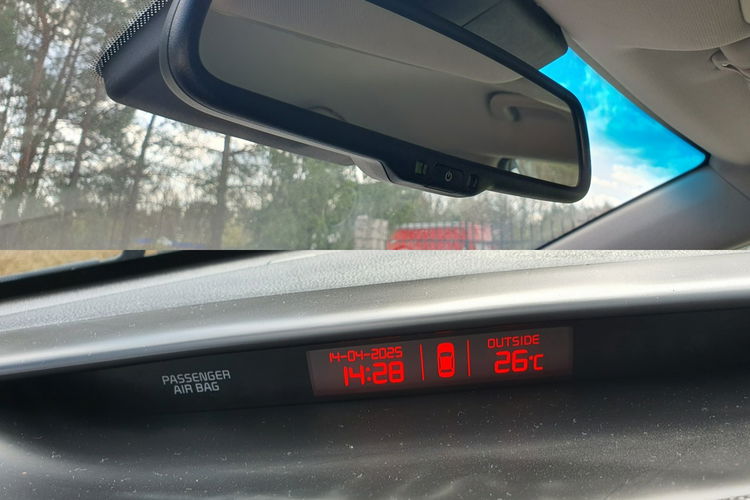 PASSENGER
AIR BAG
14-04-2025
14:28
OUTSIDE
26°C